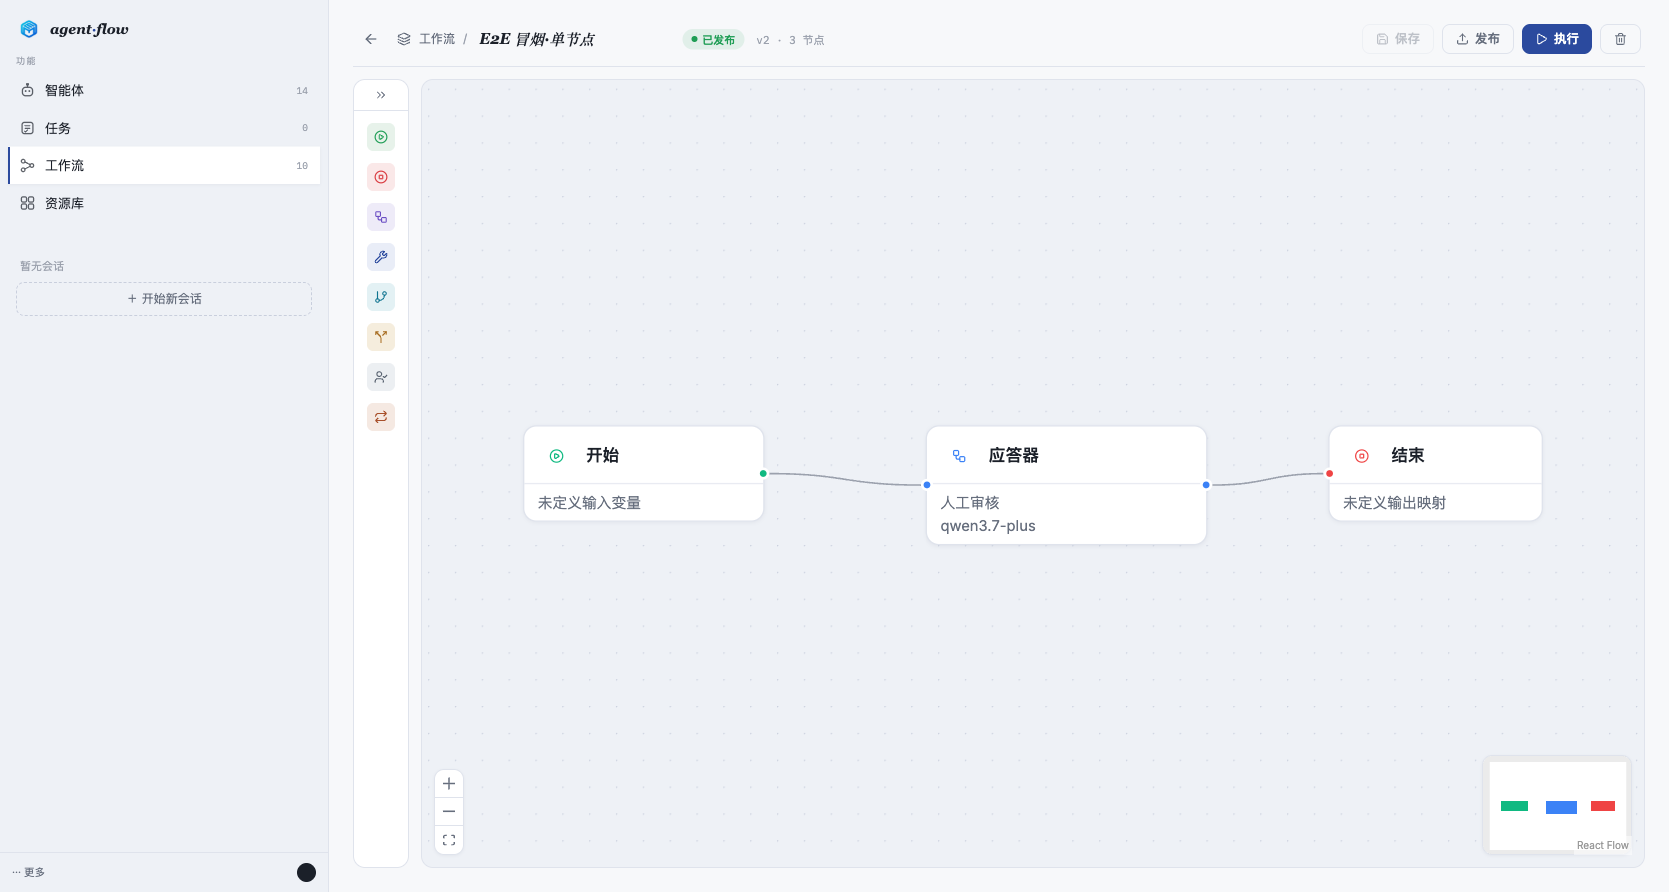 agent·flow
功能
智能体 14
任务 0
工作流 10
资源库
暂无会话
+ 开始新会话
··· 更多
工作流 / E2E 冒烟·单节点 已发布 v2 · 3 节点 保存 发布 执行
开始
未定义输入变量
应答器
人工审核
qwen3.7-plus
结束
未定义输出映射
React Flow